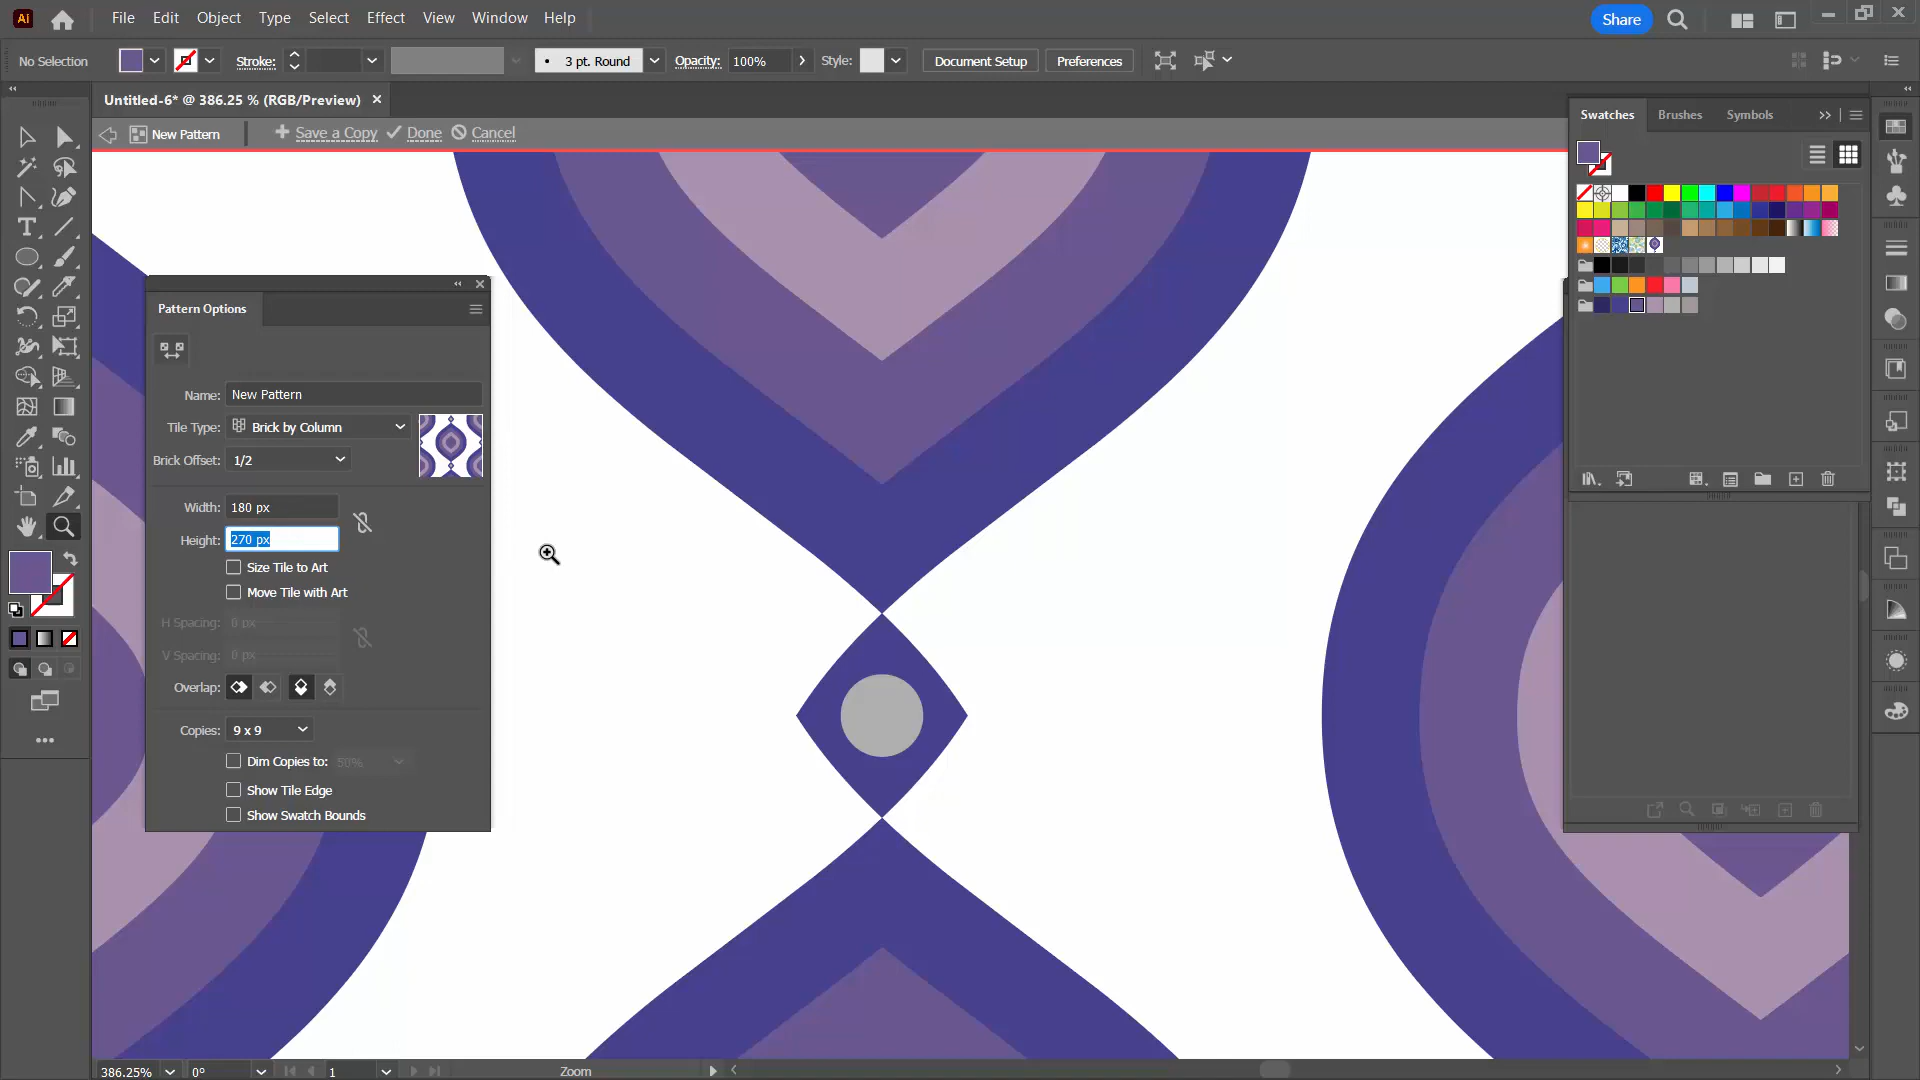 Ai File Edit Object Type Select Effect View Window Help Share
No Selection Stroke: 3 pt. Round Opacity: 100% Style: Document Setup Preferences
Untitled-6* @ 386.25 % (RGB/Preview)
New Pattern Save a Copy Done Cancel
Swatches Brushes Symbols
Pattern Options
Name: New Pattern
Tile Type: Brick by Column
Brick Offset: 1/2
Width: 180 px
Height: 270 px
Size Tile to Art
Move Tile with Art
H Spacing: 0 px
V Spacing: 0 px
Overlap:
Copies: 9 x 9
Dim Copies to: 50%
Show Tile Edge
Show Swatch Bounds
386.25% 0° 1 Zoom